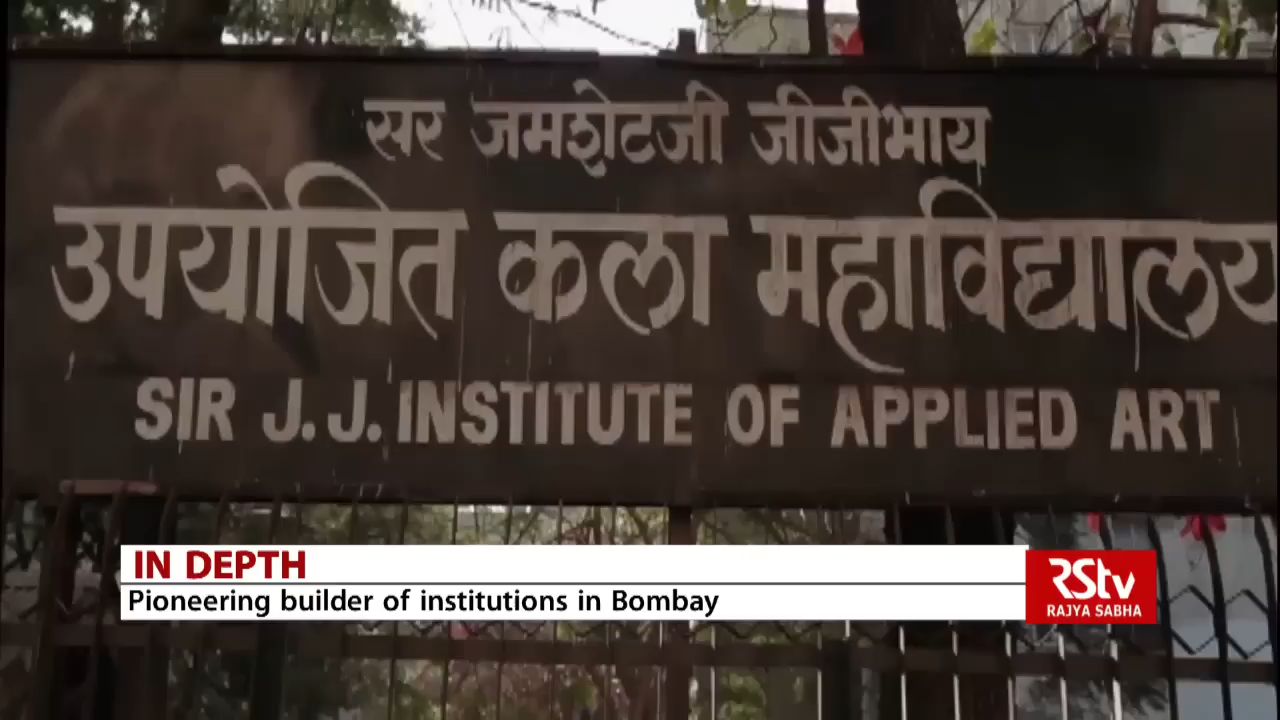 सर जमशेटजी जीजीभाय
उपयोजित कला महाविद्यालय
SIR J. J. INSTITUTE OF APPLIED ART
IN DEPTH
Pioneering builder of institutions in Bombay
RStv
RAJYA SABHA